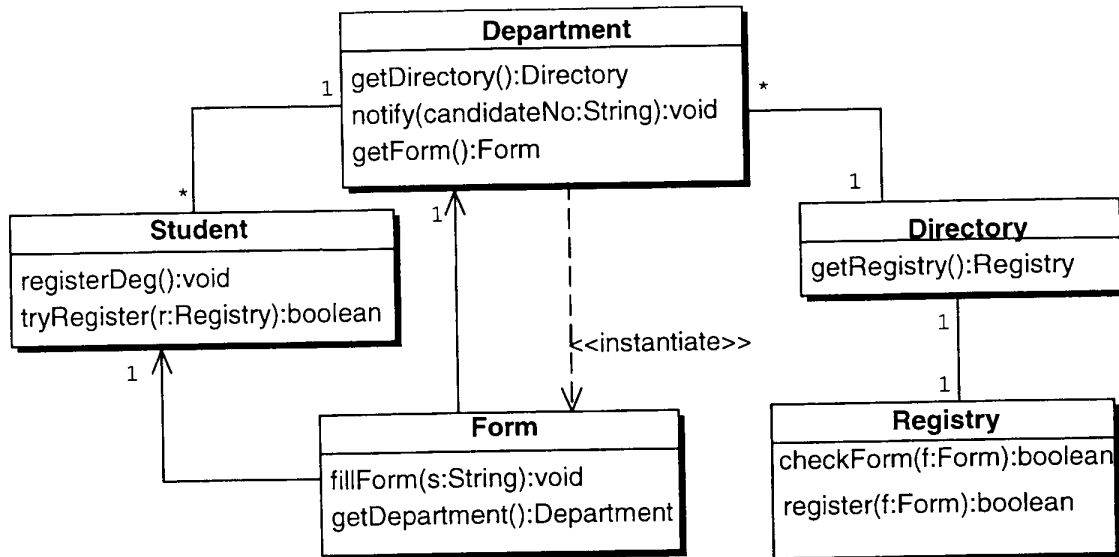 Department
getDirectory():Directory
notify(candidateNo:String):void
getForm():Form
1
*
*
1
1
Student
registerDeg():void
tryRegister(r:Registry):boolean
Directory
getRegistry():Registry
1
<<instantiate>>
1
1
Form
fillForm(s:String):void
getDepartment():Department
Registry
checkForm(f:Form):boolean
register(f:Form):boolean